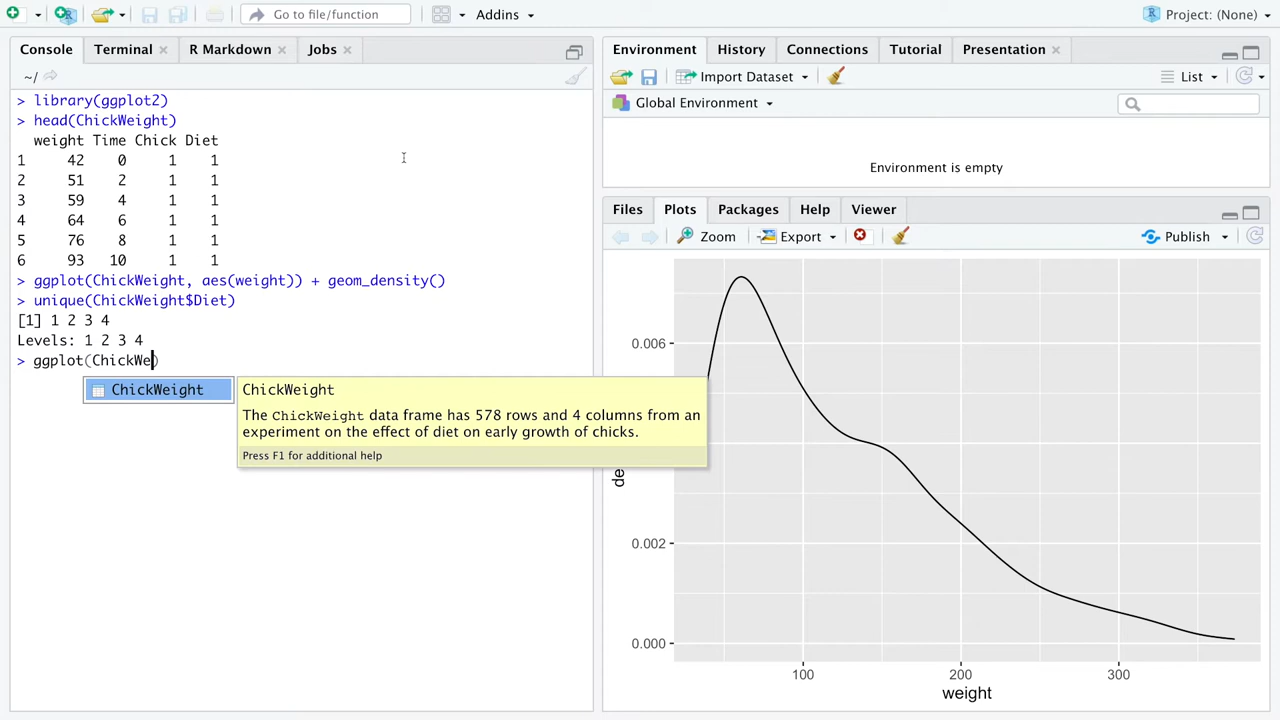 Go to file/function
Addins
Project: (None)
Console Terminal R Markdown Jobs
~/
> library(ggplot2)
> head(ChickWeight)
weight Time Chick Diet
1 42 0 1 1
2 51 2 1 1
3 59 4 1 1
4 64 6 1 1
5 76 8 1 1
6 93 10 1 1
> ggplot(ChickWeight, aes(weight)) + geom_density()
> unique(ChickWeight$Diet)
[1] 1 2 3 4
Levels: 1 2 3 4
> ggplot(ChickWe)
ChickWeight
ChickWeight
The ChickWeight data frame has 578 rows and 4 columns from an
experiment on the effect of diet on early growth of chicks.
Press F1 for additional help
Environment History Connections Tutorial Presentation
Import Dataset
List
Global Environment
Environment is empty
Files Plots Packages Help Viewer
Zoom Export Publish
0.006
de
0.002
0.000
100 200 300
weight